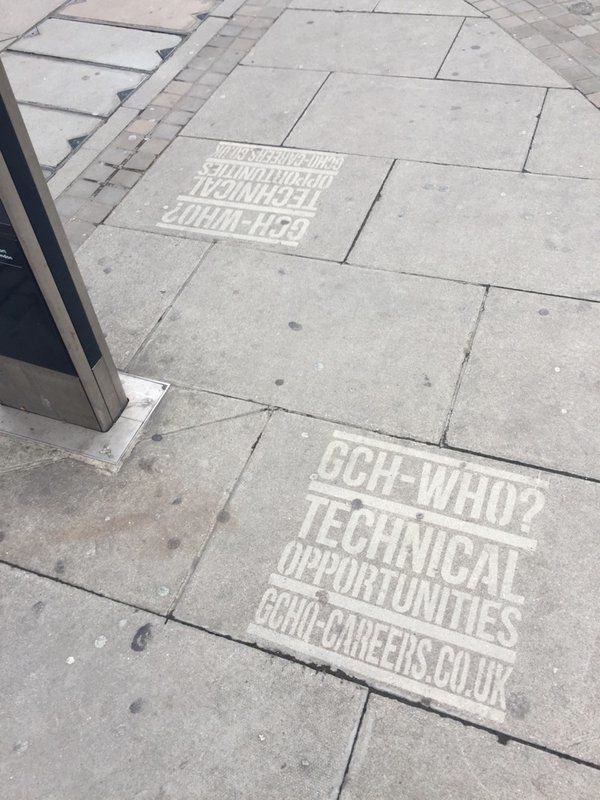 GCHQ-CAREERS.CO.UK
OPPORTUNITIES
TECHNICAL
GCH-WHO?
GCH-WHO?
TECHNICAL
OPPORTUNITIES
GCHQ-CAREERS.CO.UK